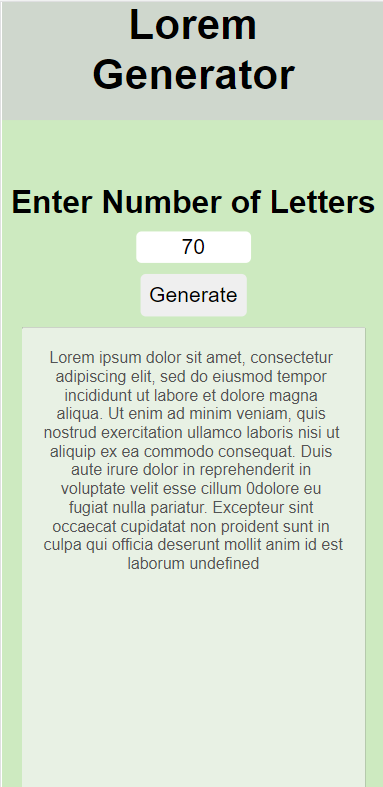 Lorem
Generator
Enter Number of Letters
70
Generate
Lorem ipsum dolor sit amet, consectetur
adipiscing elit, sed do eiusmod tempor
incididunt ut labore et dolore magna
aliqua. Ut enim ad minim veniam, quis
nostrud exercitation ullamco laboris nisi ut
aliquip ex ea commodo consequat. Duis
aute irure dolor in reprehenderit in
voluptate velit esse cillum 0dolore eu
fugiat nulla pariatur. Excepteur sint
occaecat cupidatat non proident sunt in
culpa qui officia deserunt mollit anim id est
laborum undefined